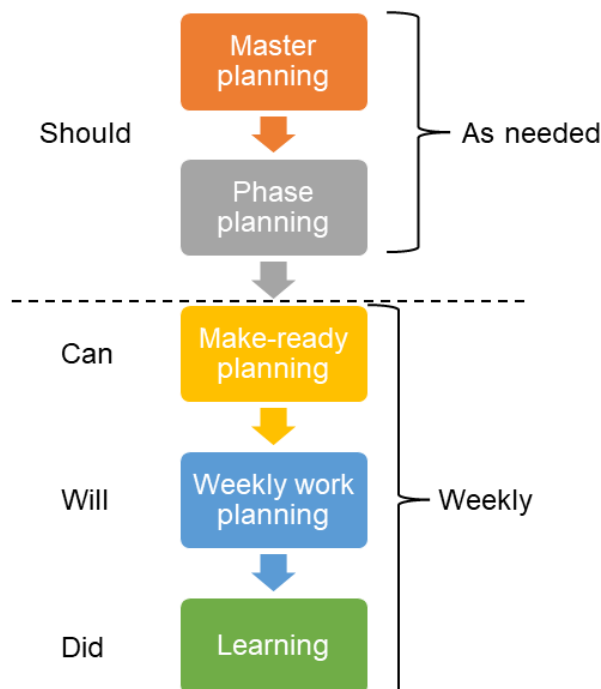 Master
planning
Should
As needed
Phase
planning
Can
Make-ready
planning
Will
Weekly work
planning
Weekly
Did
Learning